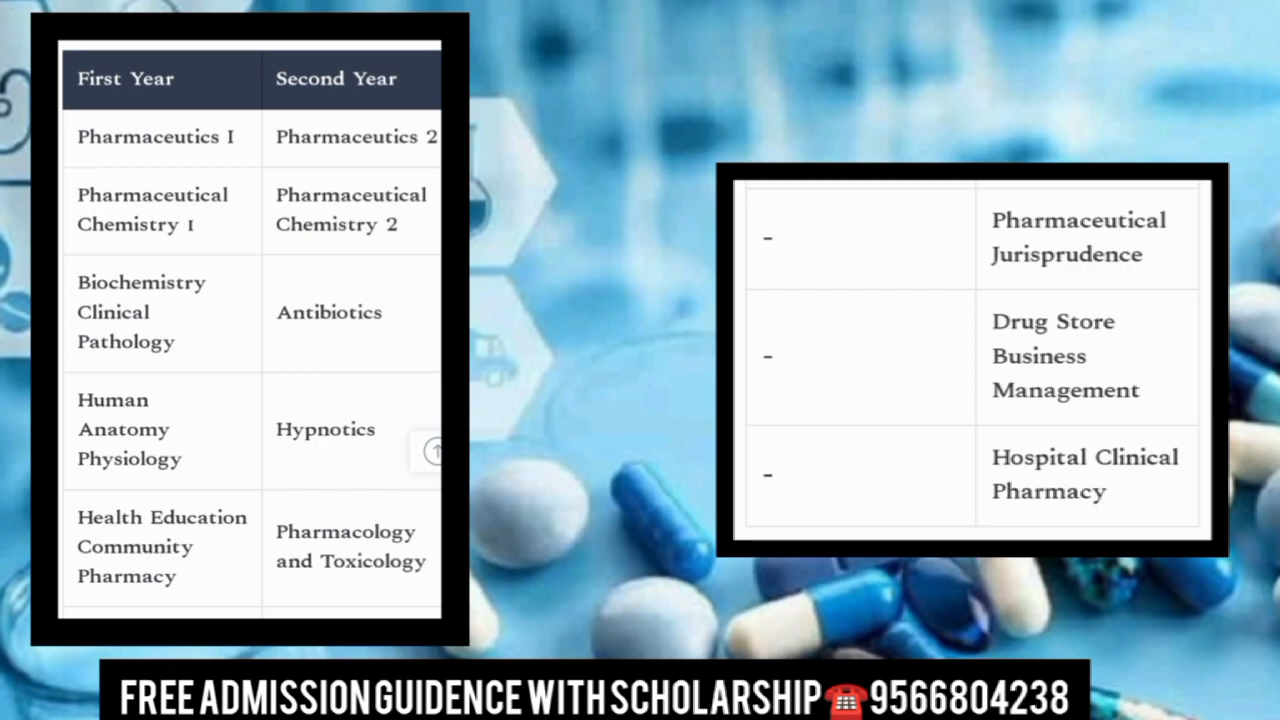 First Year
Second Year
Pharmaceutics I
Pharmaceutics 2
Pharmaceutical
Chemistry 1
Pharmaceutical
Chemistry 2
Biochemistry
Clinical
Pathology
Antibiotics
Human
Anatomy
Physiology
Hypnotics
Health Education
Community
Pharmacy
Pharmacology
and Toxicology
-
Pharmaceutical
Jurisprudence
-
Drug Store
Business
Management
-
Hospital Clinical
Pharmacy
FREE ADMISSION GUIDENCE WITH SCHOLARSHIP☎️9566804238